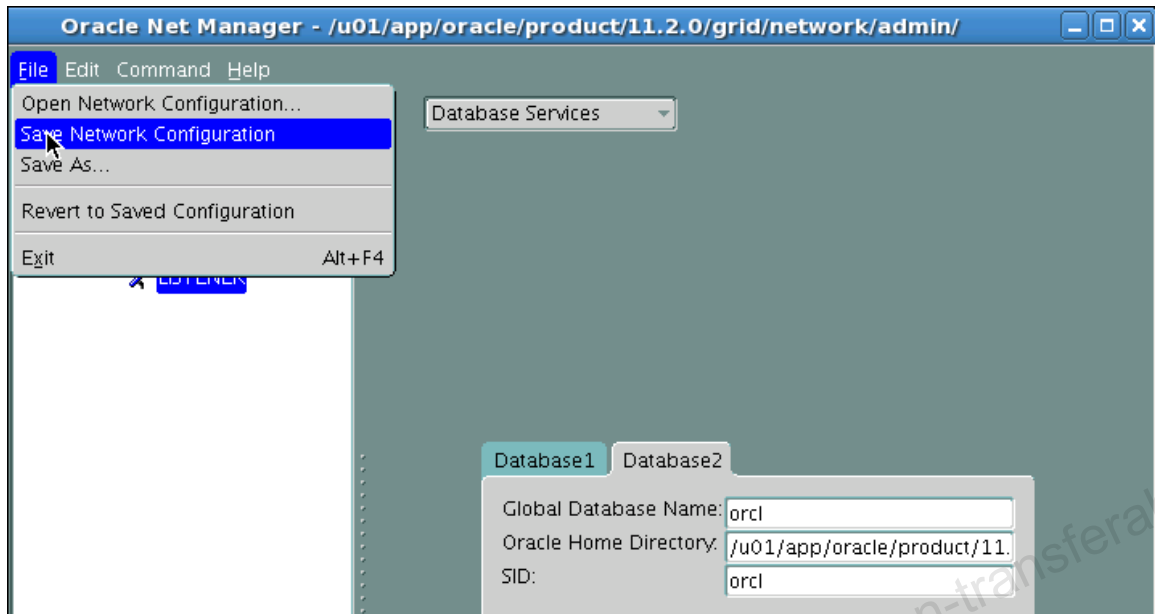 Oracle Net Manager - /u01/app/oracle/product/11.2.0/grid/network/admin/
File Edit Command Help
Open Network Configuration...
Database Services
Save Network Configuration
Save As...
Revert to Saved Configuration
Exit Alt+F4
LISTENER
Database1 Database2
Global Database Name: orcl
Oracle Home Directory: /u01/app/oracle/product/11.
SID: orcl